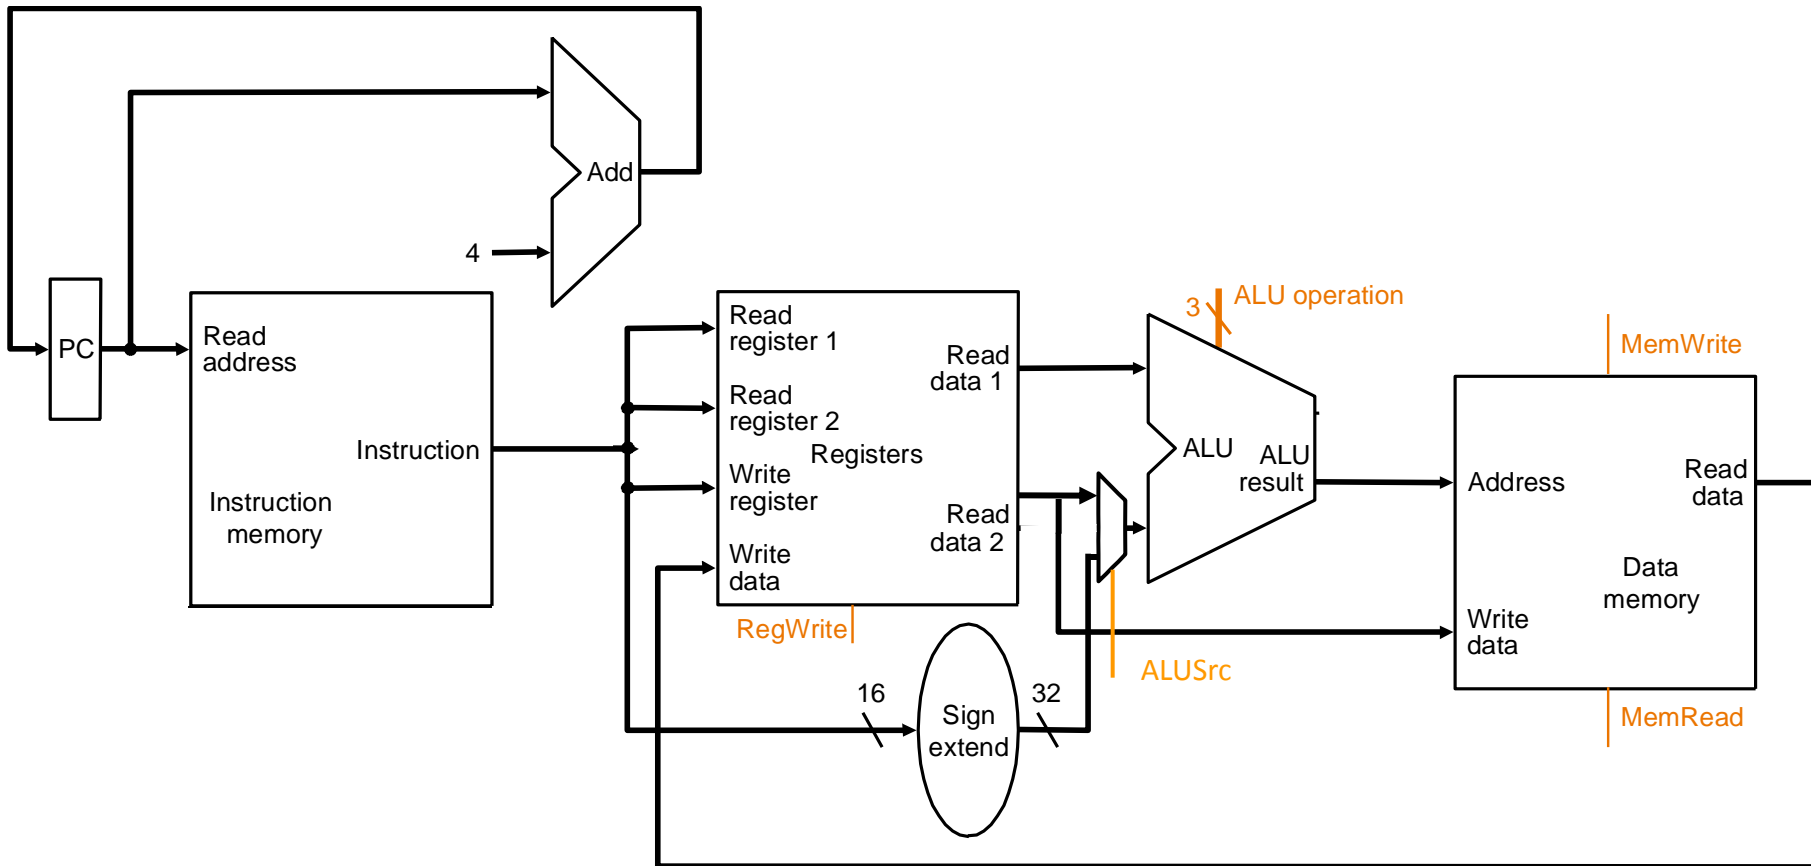 Add
4
PC
Read
address
Instruction
Instruction
memory
Read
register 1
Read
register 2
Registers
Write
register
Write
data
Read
data 1
Read
data 2
RegWrite
16
Sign
extend
32
ALUSrc
3
ALU operation
ALU
ALU
result
MemWrite
Address
Read
data
Data
memory
Write
data
MemRead